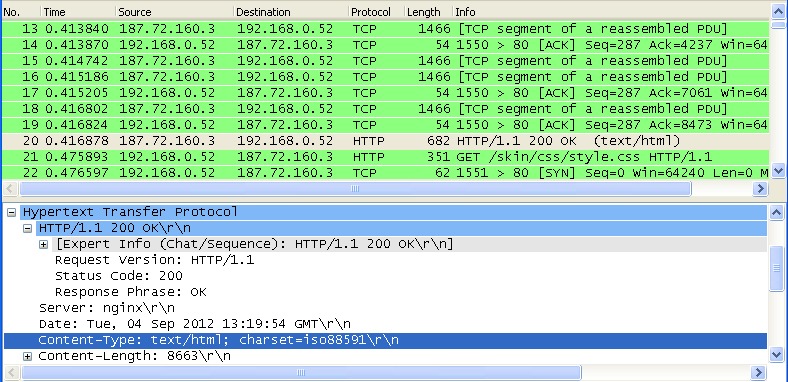 No. Time Source Destination Protocol Length Info
13 0.413840 187.72.160.3 192.168.0.52 TCP 1466 [TCP segment of a reassembled PDU]
14 0.413870 192.168.0.52 187.72.160.3 TCP 54 1550 > 80 [ACK] Seq=287 Ack=4237 Win=64
15 0.414742 187.72.160.3 192.168.0.52 TCP 1466 [TCP segment of a reassembled PDU]
16 0.415186 187.72.160.3 192.168.0.52 TCP 1466 [TCP segment of a reassembled PDU]
17 0.415205 192.168.0.52 187.72.160.3 TCP 54 1550 > 80 [ACK] Seq=287 Ack=7061 Win=64
18 0.416802 187.72.160.3 192.168.0.52 TCP 1466 [TCP segment of a reassembled PDU]
19 0.416824 192.168.0.52 187.72.160.3 TCP 54 1550 > 80 [ACK] Seq=287 Ack=8473 Win=64
20 0.416878 187.72.160.3 192.168.0.52 HTTP 682 HTTP/1.1 200 OK (text/html)
21 0.475893 192.168.0.52 187.72.160.3 HTTP 351 GET /skin/css/style.css HTTP/1.1
22 0.476597 192.168.0.52 187.72.160.3 TCP 62 1551 > 80 [SYN] Seq=0 Win=64240 Len=0 M
Hypertext Transfer Protocol
HTTP/1.1 200 OK\r\n
[Expert Info (Chat/Sequence): HTTP/1.1 200 OK\r\n]
Request Version: HTTP/1.1
Status Code: 200
Response Phrase: OK
Server: nginx\r\n
Date: Tue, 04 Sep 2012 13:19:54 GMT\r\n
Content-Type: text/html; charset=iso88591\r\n
Content-Length: 8663\r\n